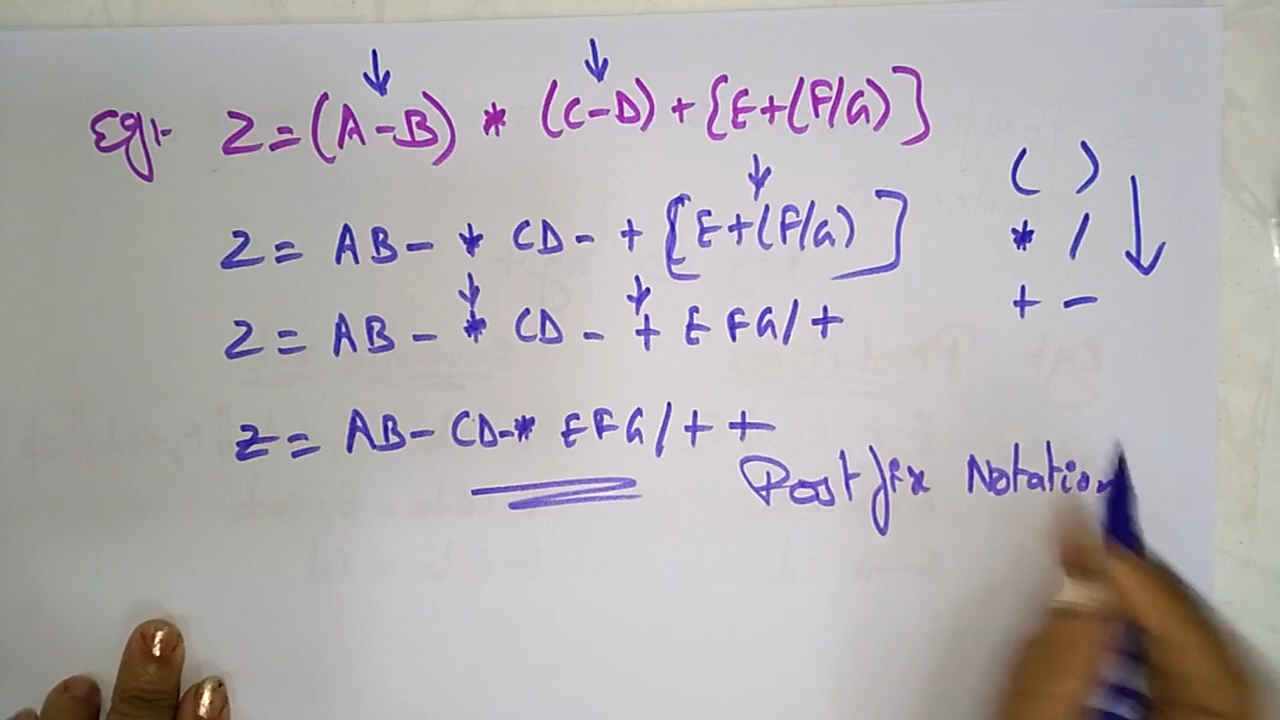 Eg:- Z = (A-B) * (C-D) + [E+(F/G)]
Z = AB- * CD- + [E+(F/G)]
Z = AB- * CD- + EFG/+
Z = AB-CD-* EFG/++
Postfix Notation
( )
* /
+ -